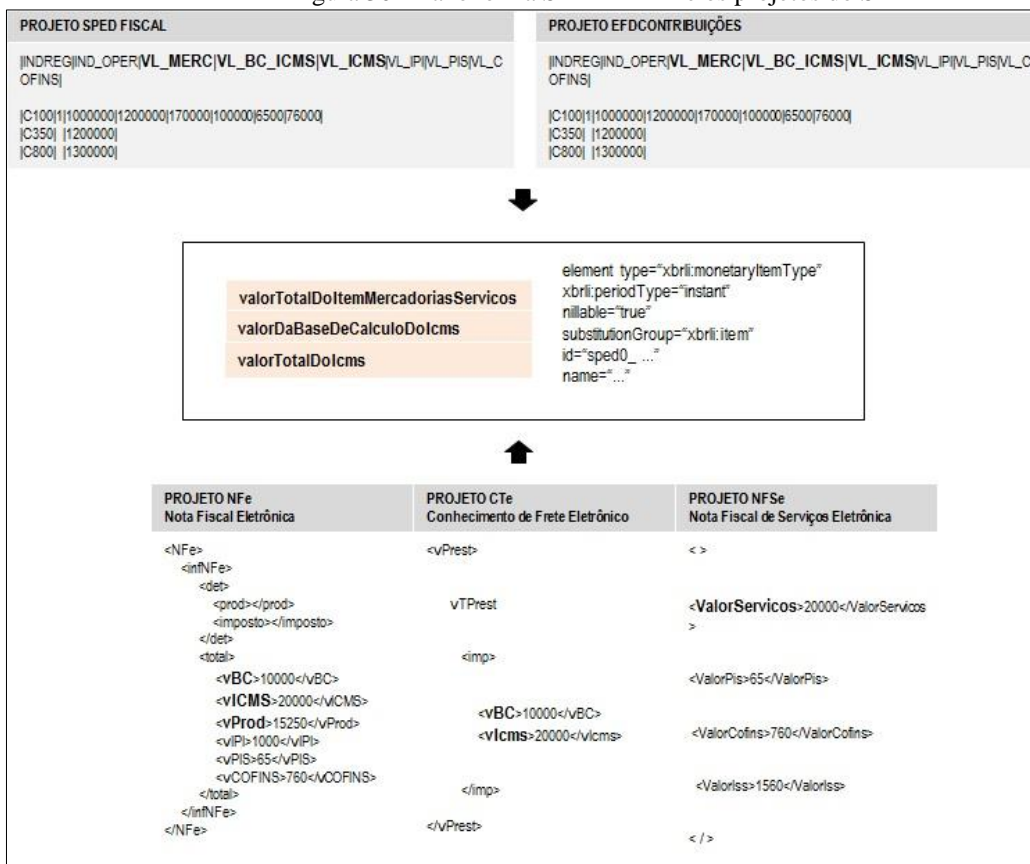 PROJETO SPED FISCAL
|INDREG|IND_OPER|VL_MERC|VL_BC_ICMS|VL_ICMS|VL_IPI|VL_PIS|VL_C
OFINS|
|C100|1|1000000|1200000|170000|100000|6500|76000|
|C350| |1200000|
|C800| |1300000|
PROJETO EFDCONTRIBUIÇÕES
|INDREG|IND_OPER|VL_MERC|VL_BC_ICMS|VL_ICMS|VL_IPI|VL_PIS|VL_C
OFINS|
|C100|1|1000000|1200000|170000|100000|6500|76000|
|C350| |1200000|
|C800| |1300000|
valorTotalDoItemMercadoriasServicos
valorDaBaseDeCalculoDoIcms
valorTotalDoIcms
element type="xbrli:monetaryItemType"
xbrli:periodType="instant"
nillable="true"
substitutionGroup="xbrli:item"
id="sped0_ ..."
name="..."
PROJETO NFe
Nota Fiscal Eletrônica
<NFe>
<infNFe>
<det>
<prod></prod>
<imposto></imposto>
</det>
<total>
<vBC>10000</vBC>
<vICMS>20000</vICMS>
<vProd>15250</vProd>
<vIPI>1000</vIPI>
<vPIS>65</vPIS>
<vCOFINS>760</vCOFINS>
</total>
</infNFe>
</NFe>
PROJETO CTe
Conhecimento de Frete Eletrônico
<vPrest>
vTPrest
<imp>
<vBC>10000</vBC>
<vIcms>20000</vIcms>
</imp>
</vPrest>
PROJETO NFSe
Nota Fiscal de Serviços Eletrônica
< >
<ValorServicos>20000</ValorServicos
>
<ValorPis>65</ValorPis>
<ValorCofins>760</ValorCofins>
<ValorIss>1560</ValorIss>
</ >